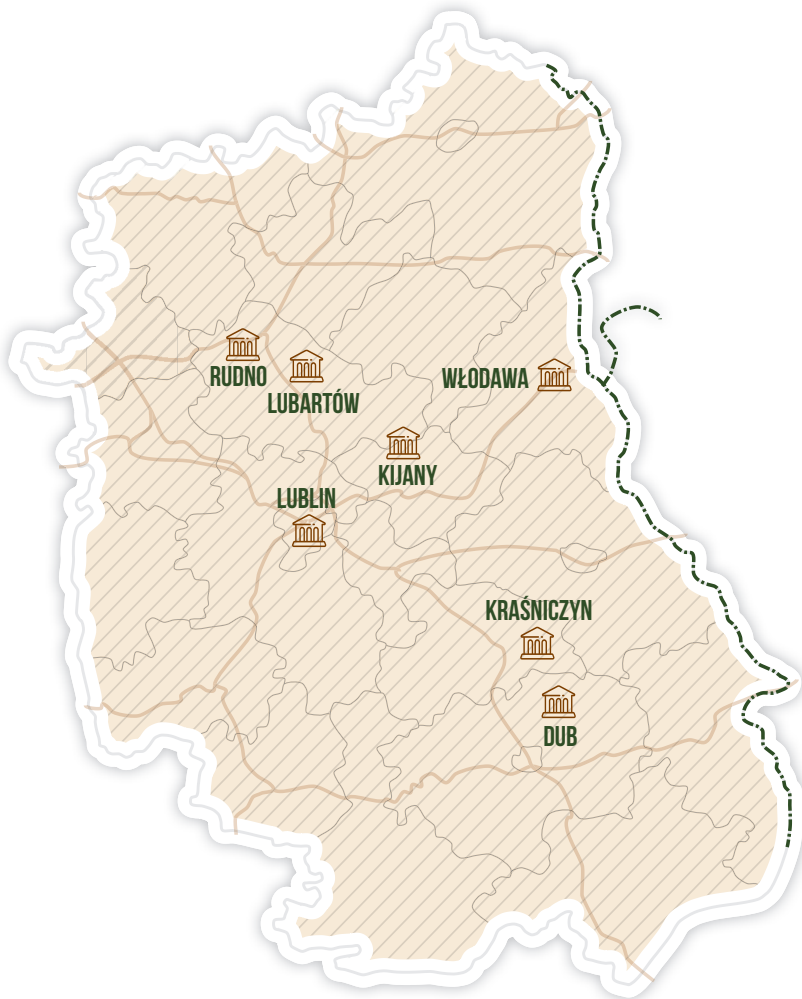 RUDNO
LUBARTÓW
WŁODAWA
KIJANY
LUBLIN
KRAŚNICZYN
DUB